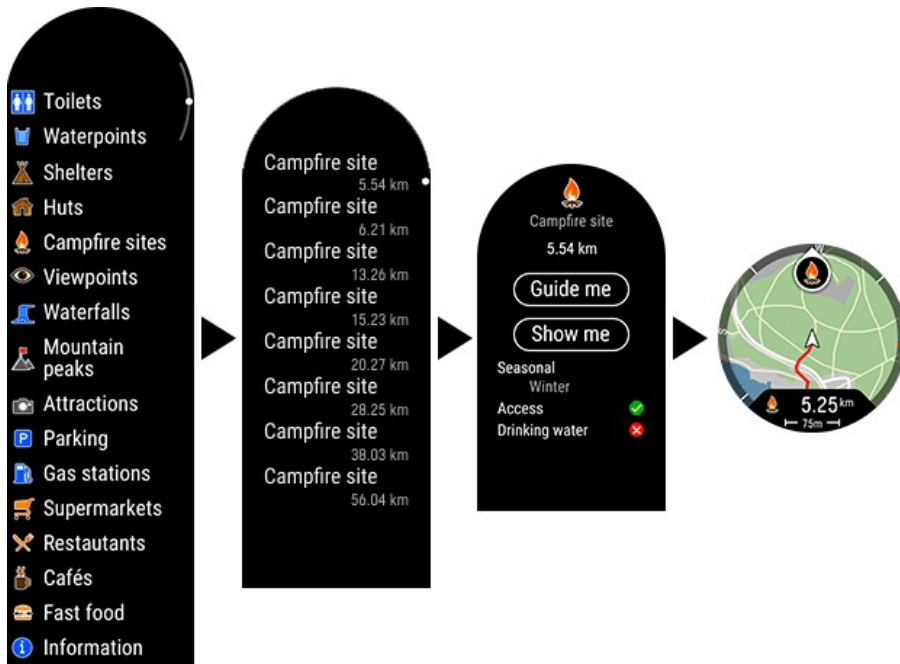 Toilets
Waterpoints
Shelters
Huts
Campfire sites
Viewpoints
Waterfalls
Mountain
peaks
Attractions
P
Parking
Gas stations
Supermarkets
Restautants
Cafés
Fast food
i
Information
Campfire site
5.54 km
Campfire site
6.21 km
Campfire site
13.26 km
Campfire site
15.23 km
Campfire site
20.27 km
Campfire site
28.25 km
Campfire site
38.03 km
Campfire site
56.04 km
Campfire site
5.54 km
Guide me
Show me
Seasonal
Winter
Access
Drinking water
W
S
5.25 km
75m